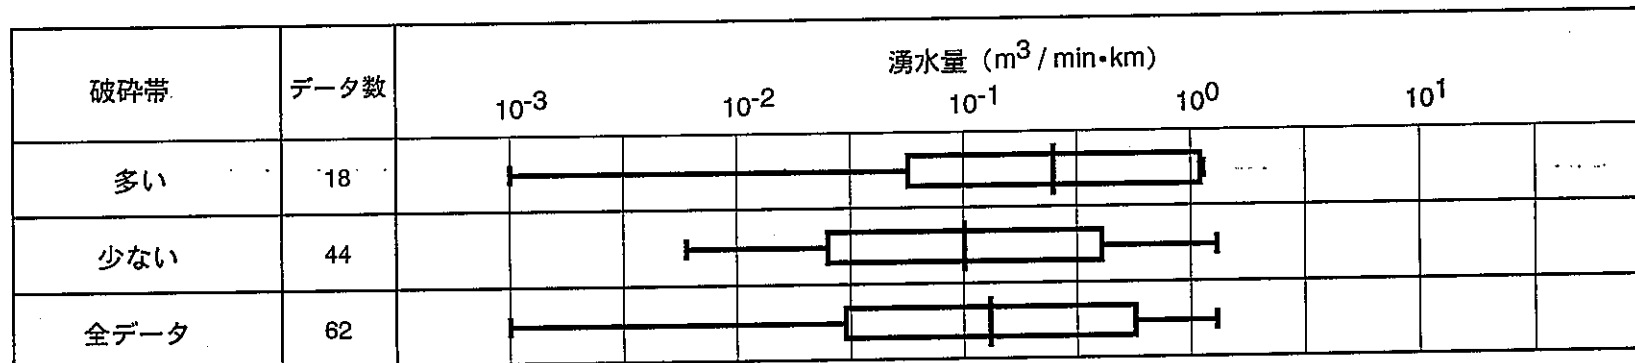 湧水量（m³/min・km）
破砕帯 データ数 10⁻³ 10⁻² 10⁻¹ 10⁰ 10¹
多い 18
少ない 44
全データ 62